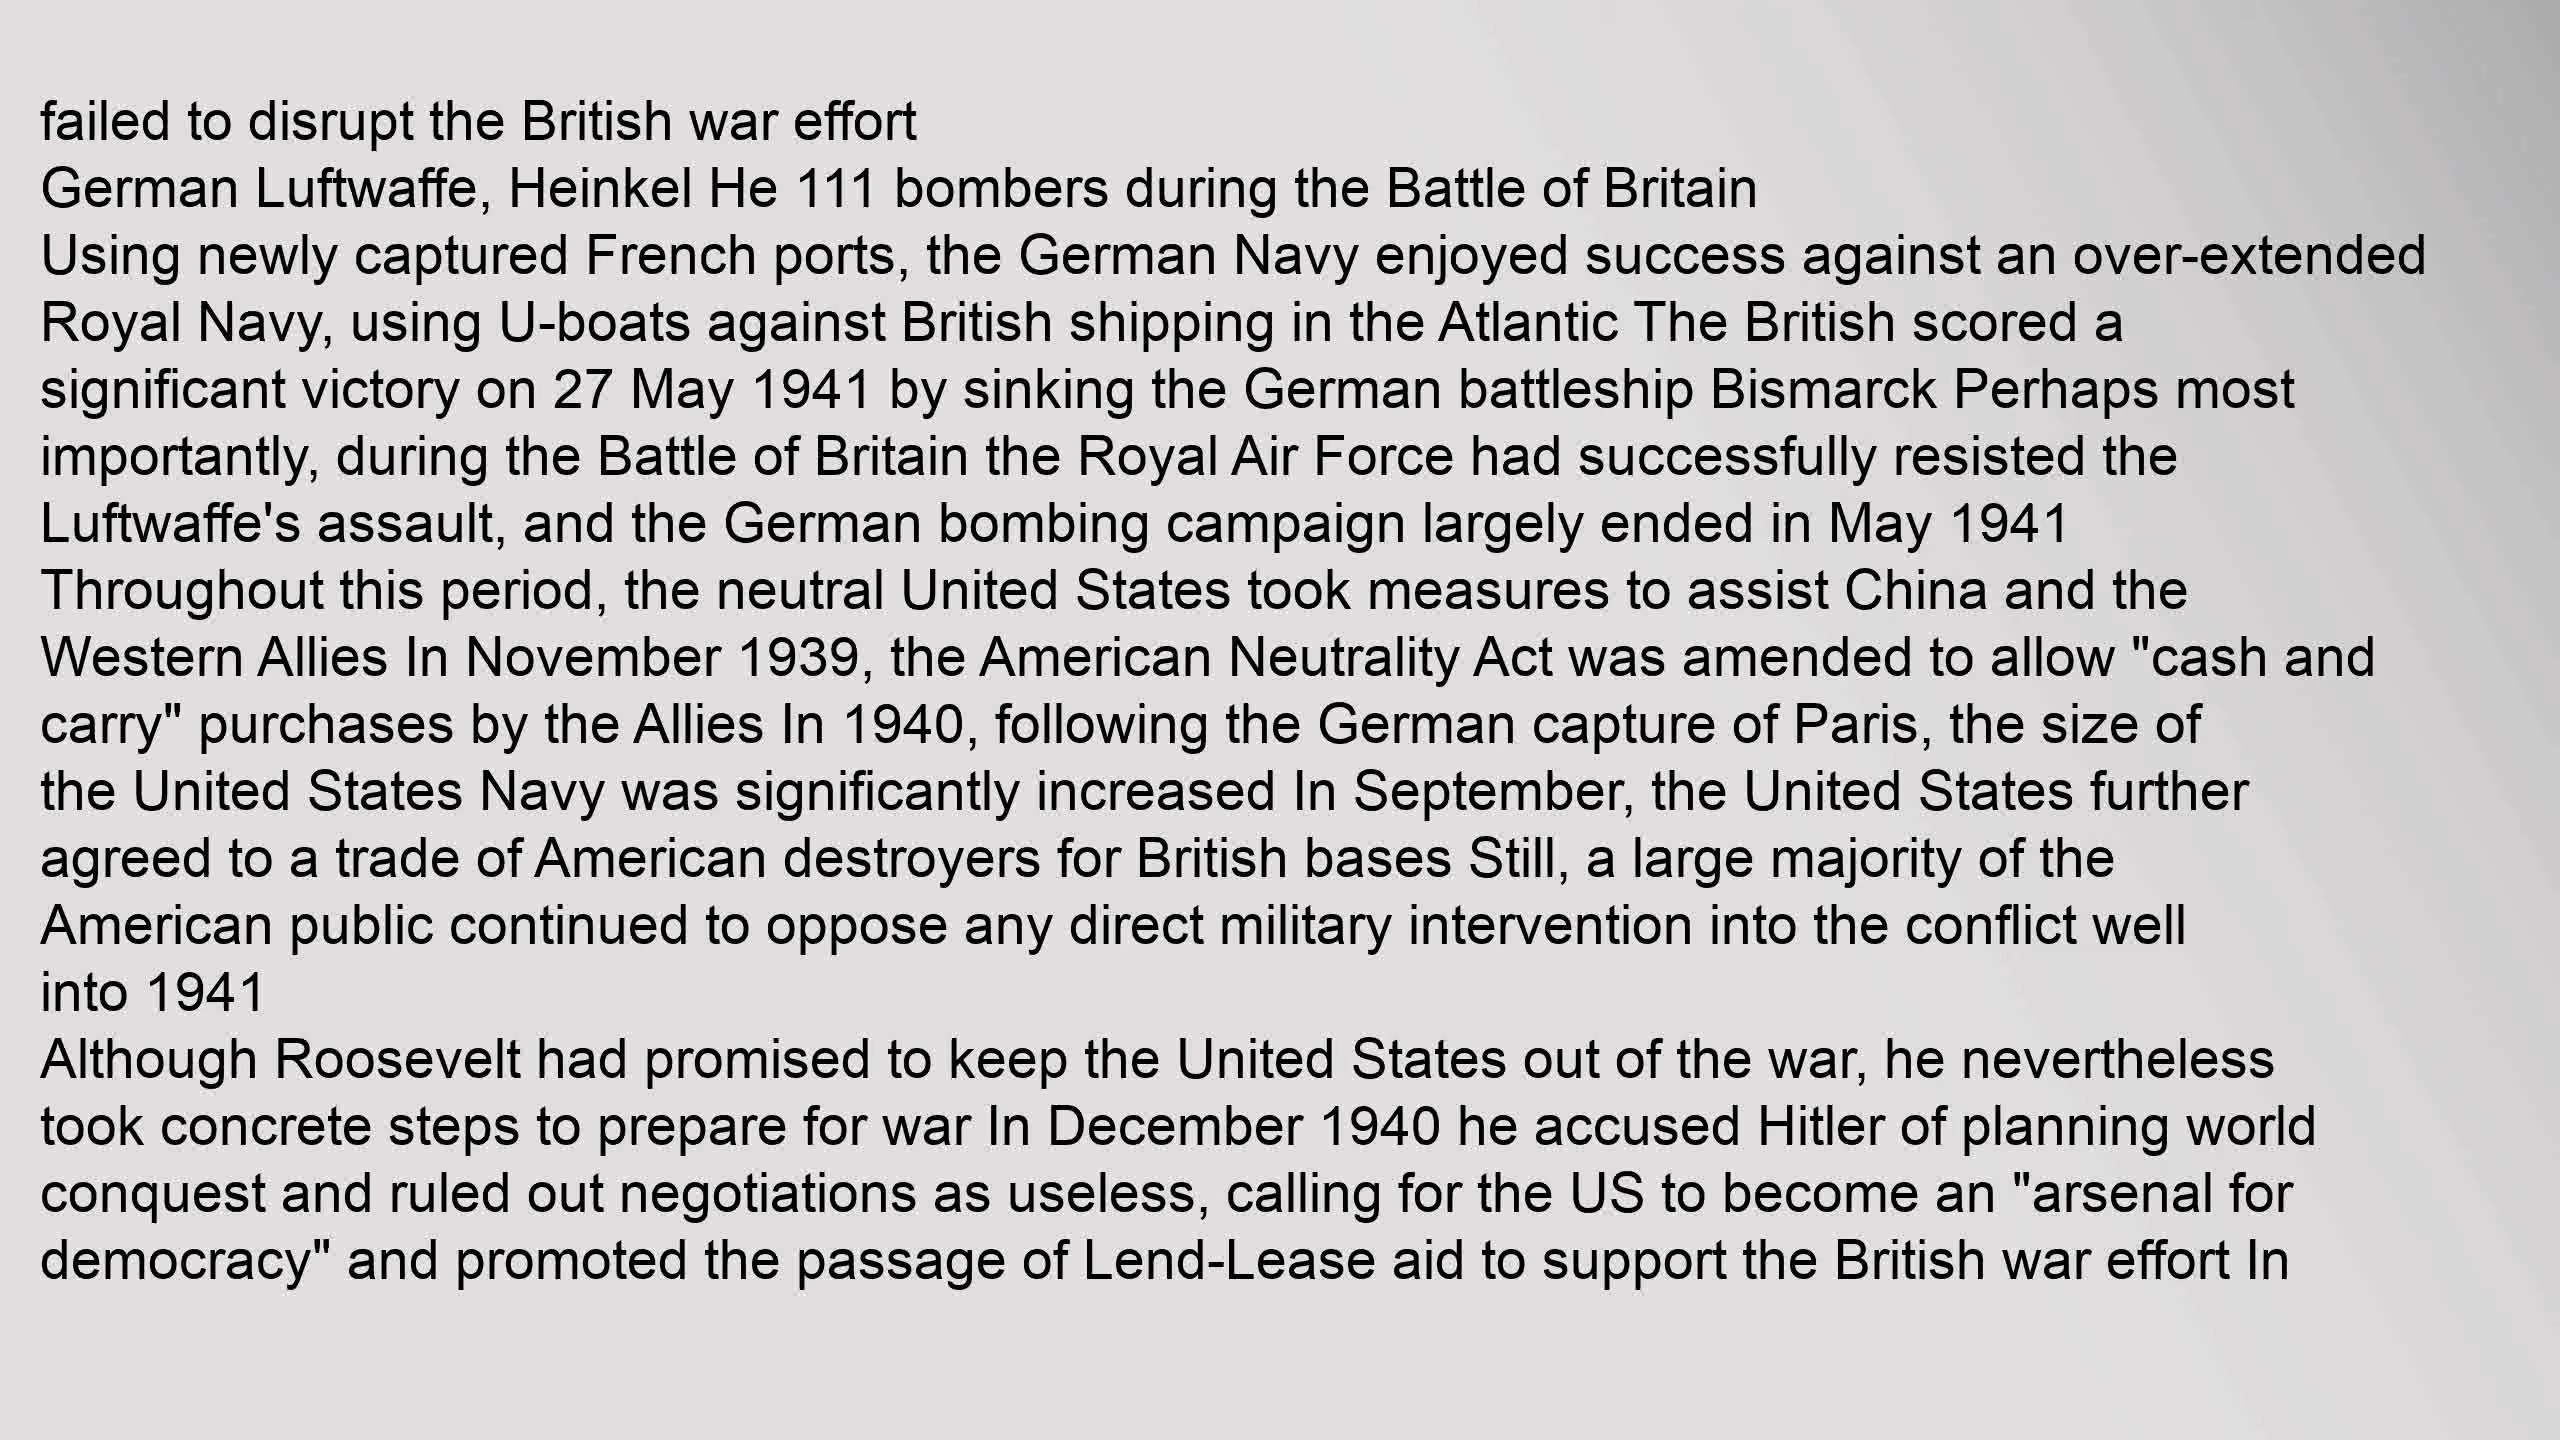 failed to disrupt the British war effort
German Luftwaffe, Heinkel He 111 bombers during the Battle of Britain
Using newly captured French ports, the German Navy enjoyed success against an over-extended
Royal Navy, using U-boats against British shipping in the Atlantic The British scored a
significant victory on 27 May 1941 by sinking the German battleship Bismarck Perhaps most
importantly, during the Battle of Britain the Royal Air Force had successfully resisted the
Luftwaffe's assault, and the German bombing campaign largely ended in May 1941
Throughout this period, the neutral United States took measures to assist China and the
Western Allies In November 1939, the American Neutrality Act was amended to allow "cash and
carry" purchases by the Allies In 1940, following the German capture of Paris, the size of
the United States Navy was significantly increased In September, the United States further
agreed to a trade of American destroyers for British bases Still, a large majority of the
American public continued to oppose any direct military intervention into the conflict well
into 1941
Although Roosevelt had promised to keep the United States out of the war, he nevertheless
took concrete steps to prepare for war In December 1940 he accused Hitler of planning world
conquest and ruled out negotiations as useless, calling for the US to become an "arsenal for
democracy" and promoted the passage of Lend-Lease aid to support the British war effort In